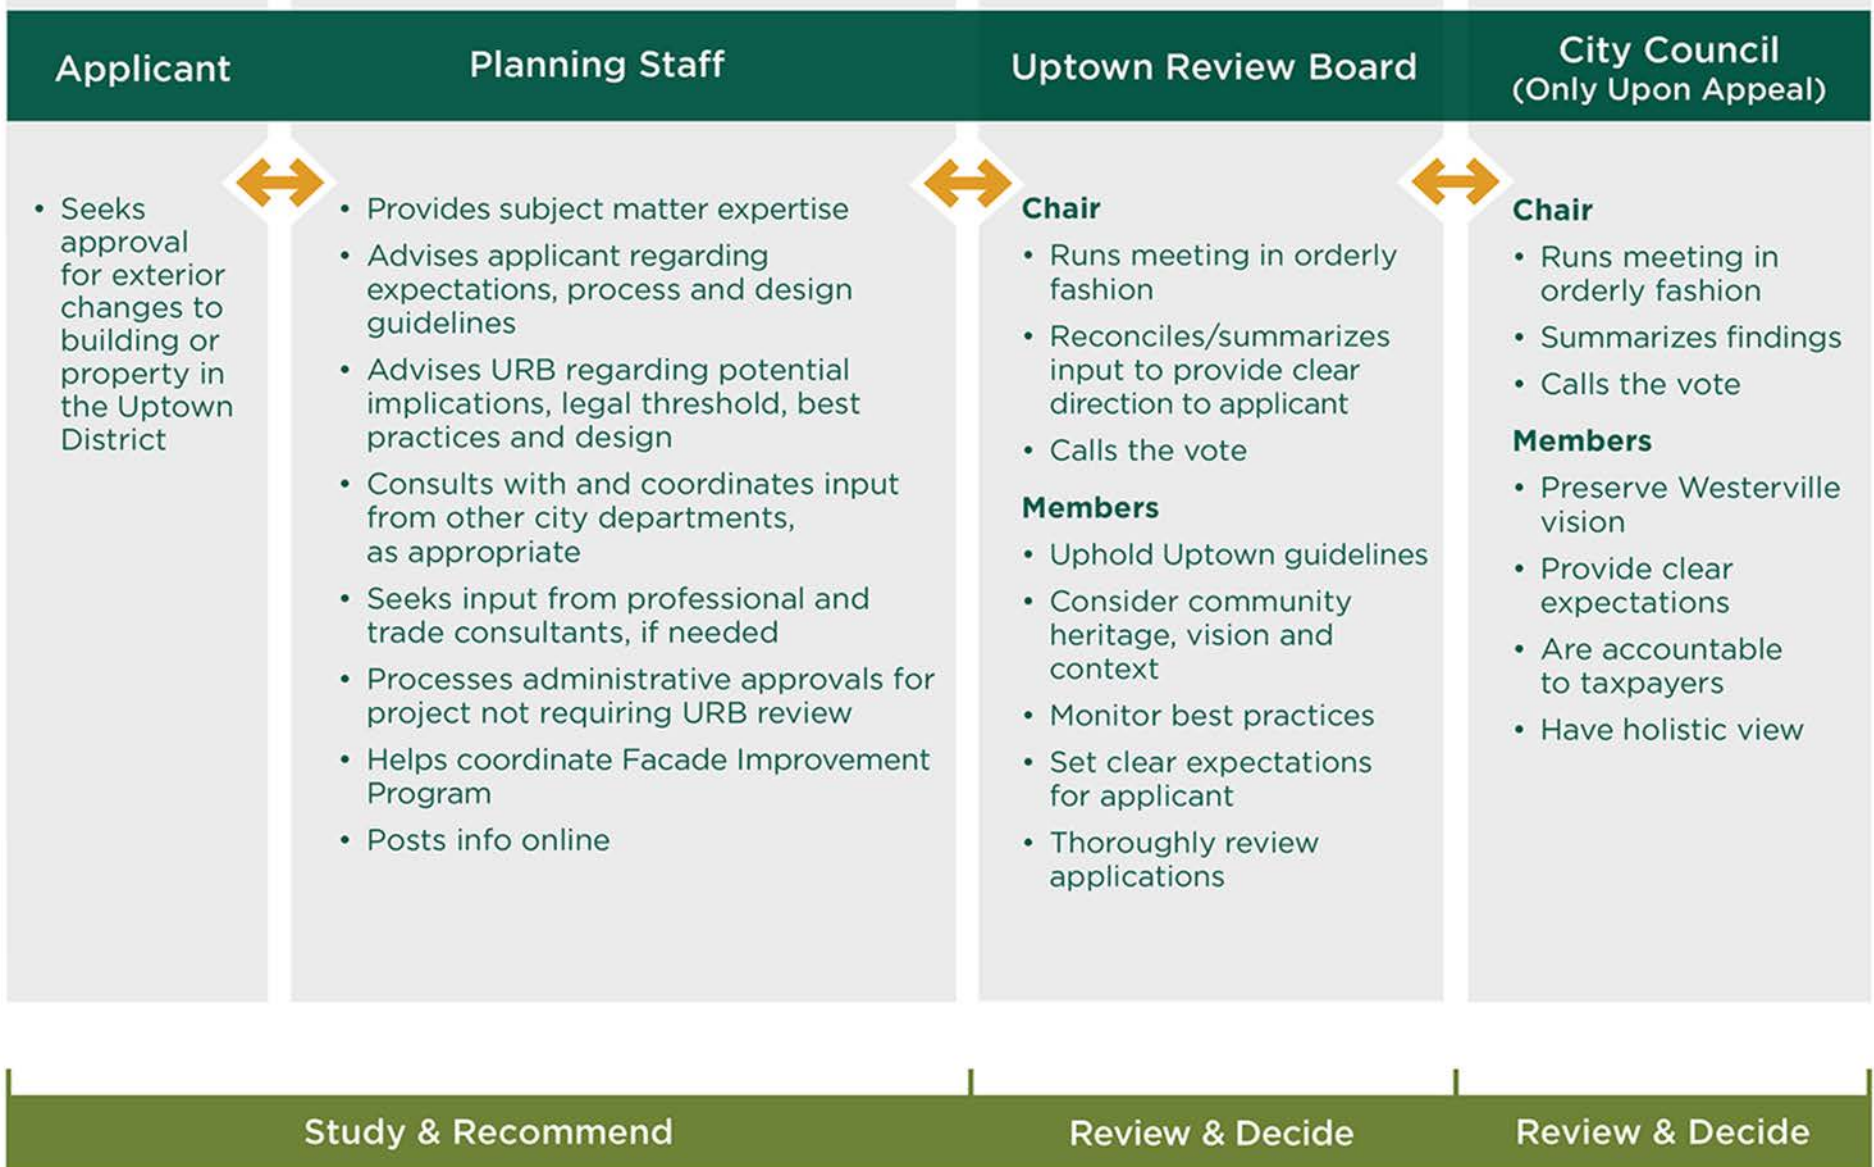 Applicant
• Seeks
approval
for exterior
changes to
building or
property in
the Uptown
District
Planning Staff
• Provides subject matter expertise
• Advises applicant regarding
expectations, process and design
guidelines
• Advises URB regarding potential
implications, legal threshold, best
practices and design
• Consults with and coordinates input
from other city departments,
as appropriate
• Seeks input from professional and
trade consultants, if needed
• Processes administrative approvals for
project not requiring URB review
• Helps coordinate Facade Improvement
Program
• Posts info online
Uptown Review Board
Chair
• Runs meeting in orderly
fashion
• Reconciles/summarizes
input to provide clear
direction to applicant
• Calls the vote
Members
• Uphold Uptown guidelines
• Consider community
heritage, vision and
context
• Monitor best practices
• Set clear expectations
for applicant
• Thoroughly review
applications
City Council
(Only Upon Appeal)
Chair
• Runs meeting in
orderly fashion
• Summarizes findings
• Calls the vote
Members
• Preserve Westerville
vision
• Provide clear
expectations
• Are accountable
to taxpayers
• Have holistic view
Study & Recommend
Review & Decide
Review & Decide